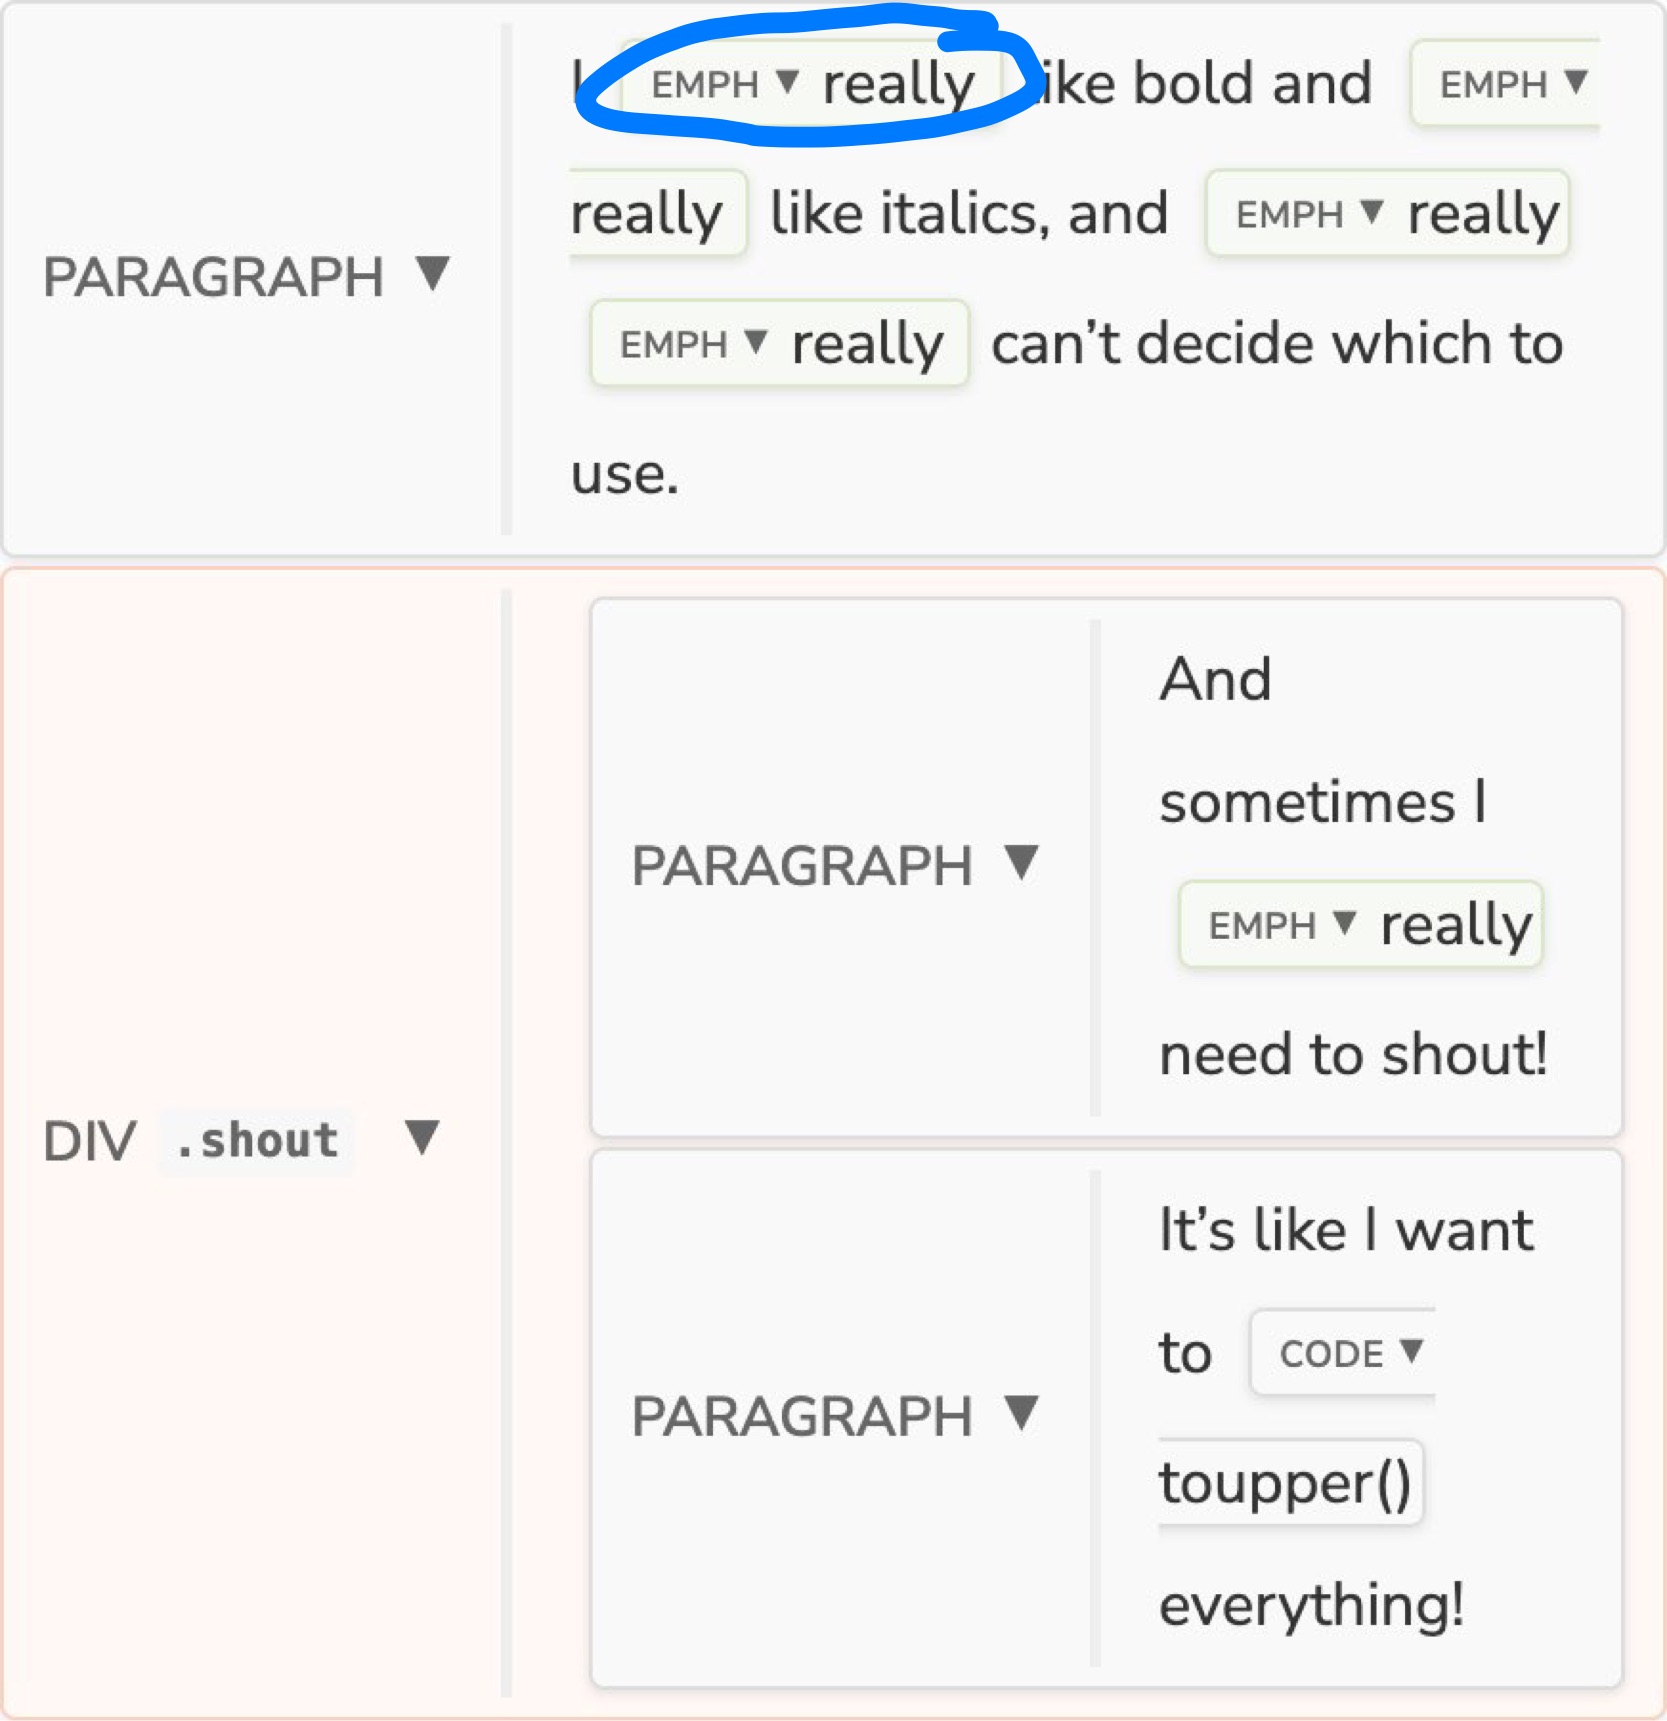 I EMPH ▼ really like bold and EMPH ▼
really like italics, and EMPH ▼ really
PARAGRAPH ▼
EMPH ▼ really can’t decide which to
use.
And
sometimes I
PARAGRAPH ▼
EMPH ▼ really
need to shout!
DIV .shout ▼
It’s like I want
to CODE ▼
PARAGRAPH ▼
toupper()
everything!